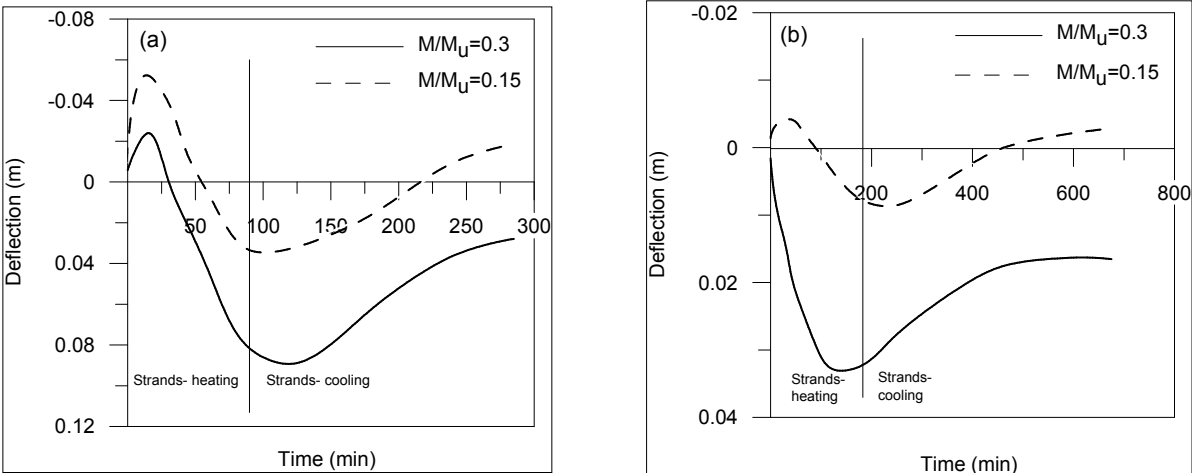 (a)
M/Mu=0.3
M/Mu=0.15
-0.08
-0.04
0
0.04
0.08
0.12
Deflection (m)
50 100 150 200 250 300
Strands- heating
Strands- cooling
Time (min)
(b)
M/Mu=0.3
M/Mu=0.15
-0.02
0
0.02
0.04
Deflection (m)
200 400 600 800
Strands-
heating
Strands-
cooling
Time (min)